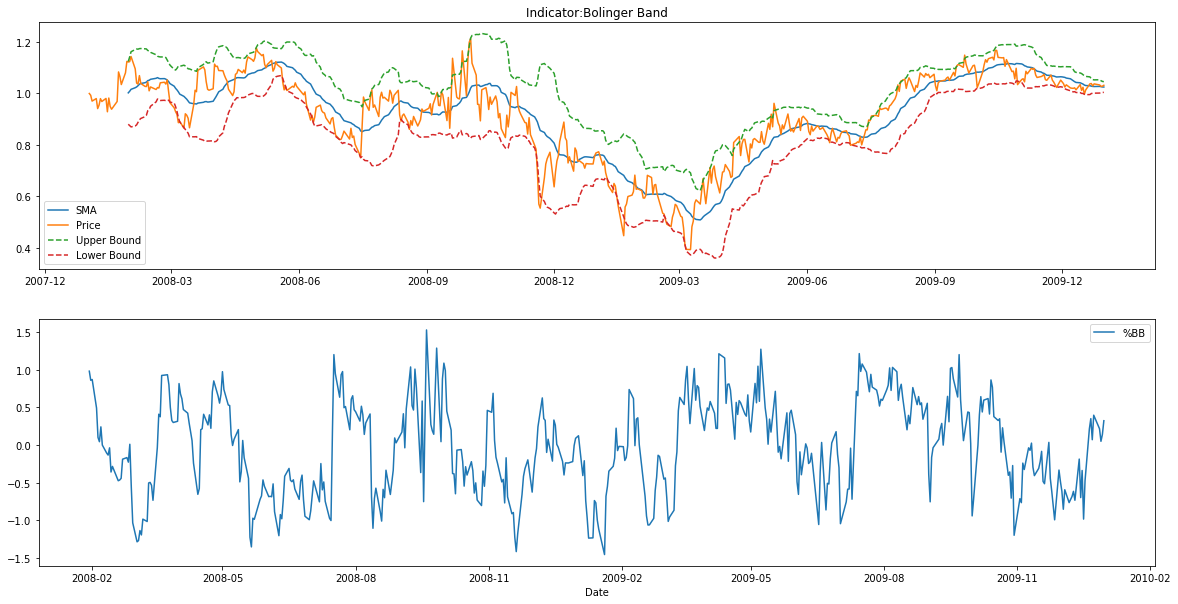 Indicator:Bolinger Band
1.2
1.0
0.8
0.6
0.4
SMA
Price
Upper Bound
Lower Bound
2007-12 2008-03 2008-06 2008-09 2008-12 2009-03 2009-06 2009-09 2009-12
%BB
1.5
1.0
0.5
0.0
−0.5
−1.0
−1.5
2008-02 2008-05 2008-08 2008-11 2009-02 2009-05 2009-08 2009-11 2010-02
Date